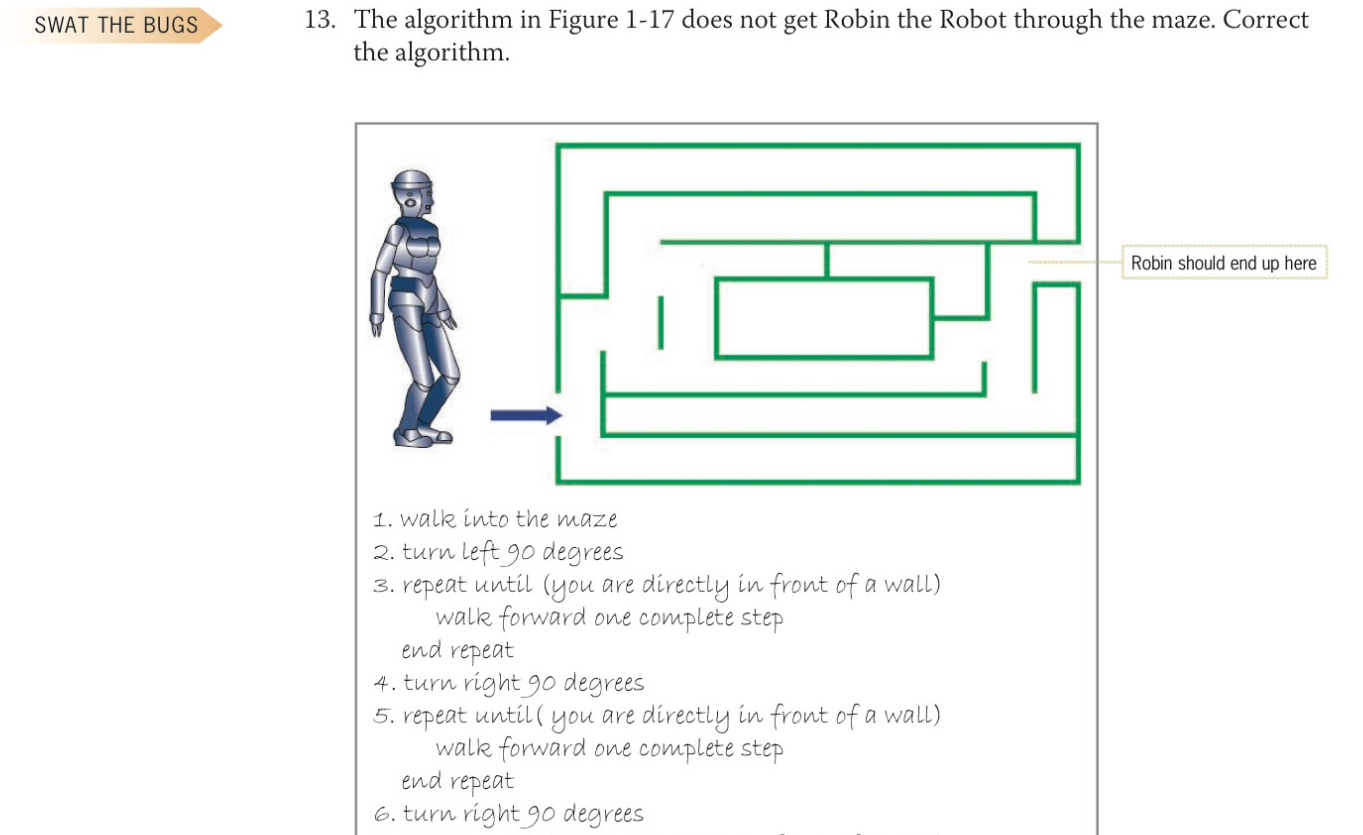 SWAT THE BUGS
13. The algorithm in Figure 1-17 does not get Robin the Robot through the maze. Correct
the algorithm.
Robin should end up here
1. walk into the maze
2. turn left 90 degrees
3. repeat until (you are directly in front of a wall)
walk forward one complete step
end repeat
4. turn right 90 degrees
5. repeat until( you are directly in front of a wall)
walk forward one complete step
end repeat
6. turn right 90 degrees